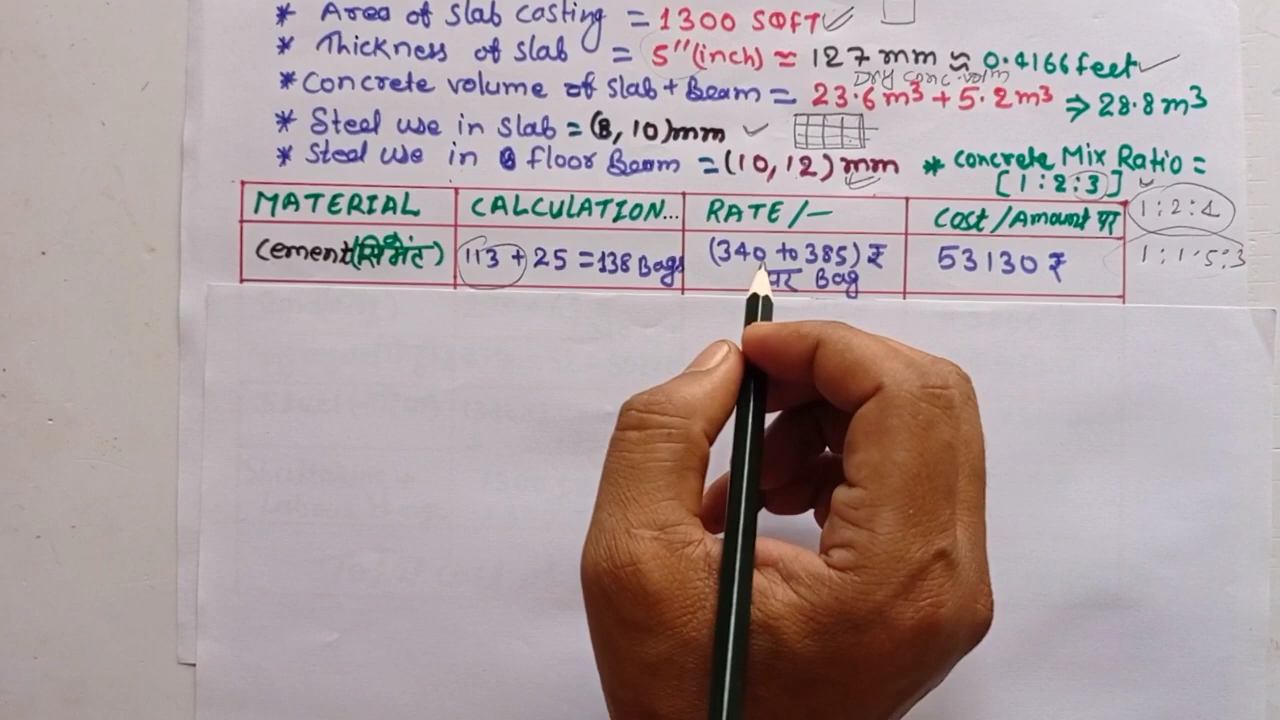 * Area of slab casting = 1300 SQFT
* Thickness of slab = 5"(inch) ≈ 127 mm ≈ 0.4166 feet
Dry conc. volm
* Concrete volume of slab + Beam = 23.6 m³ + 5.2 m³ ⇒ 28.8 m³
* Steel use in slab = (8, 10) mm
* Steel use in floor Beam = (10, 12) mm * concrete Mix Ratio =
[1:2:3]
MATERIAL CALCULATION... RATE/- Cost/Amount पर 1:2:4
cement(सिमेंट) 113 + 25 = 138 Bags (340 to 385) ₹ 53130 ₹ 1:1.5:3
पर Bag